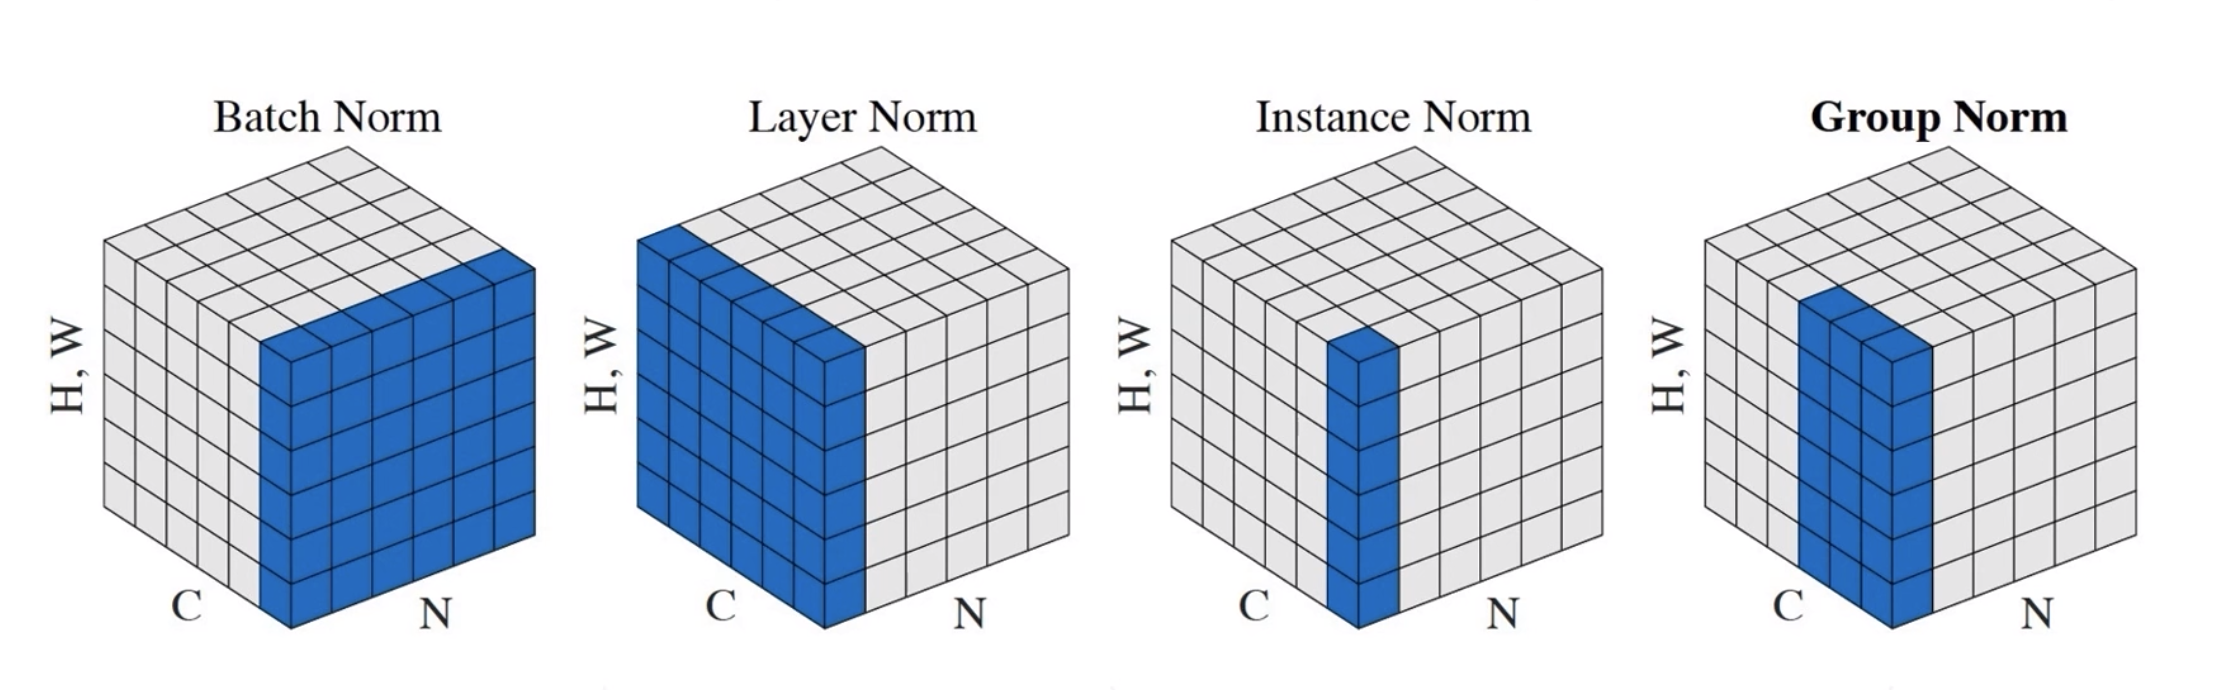 Batch Norm
Layer Norm
Instance Norm
Group Norm
H, W
C
N
H, W
C
N
H, W
C
N
H, W
C
N